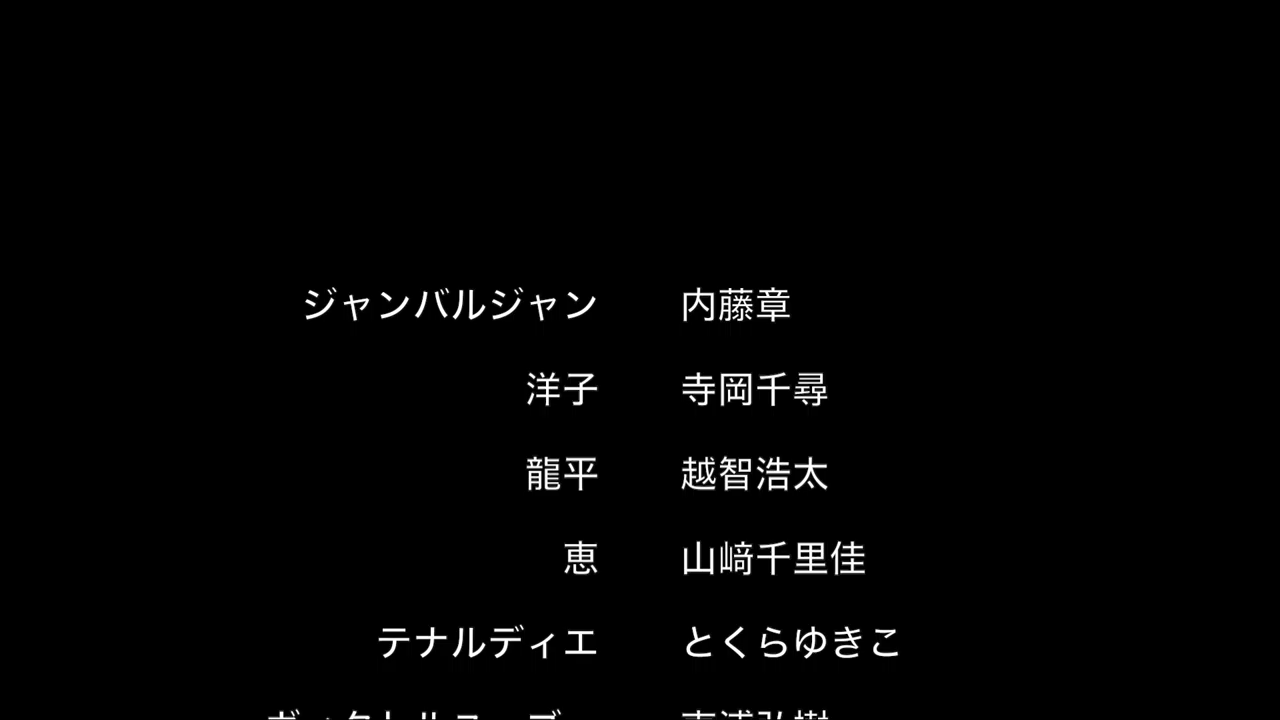 ジャンバルジャン 内藤章
洋子 寺岡千尋
龍平 越智浩太
恵 山﨑千里佳
テナルディエ とくらゆきこ